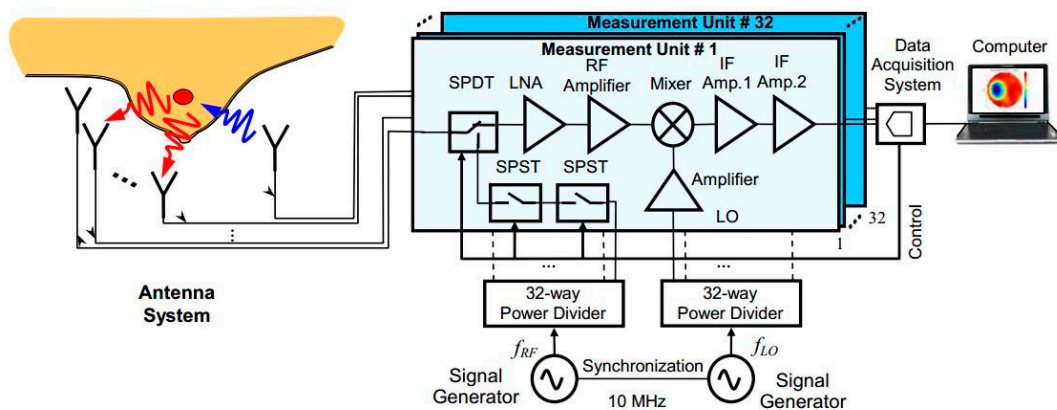 Measurement Unit # 32
Measurement Unit # 1
SPDT
LNA
RF
Amplifier
Mixer
IF
Amp.1
IF
Amp.2
Data
Acquisition
System
Computer
SPST
SPST
Amplifier
LO
32
1
Control
...
...
...
...
Antenna
System
32-way
Power Divider
32-way
Power Divider
fRF
fLO
Signal
Generator
Synchronization
10 MHz
Signal
Generator